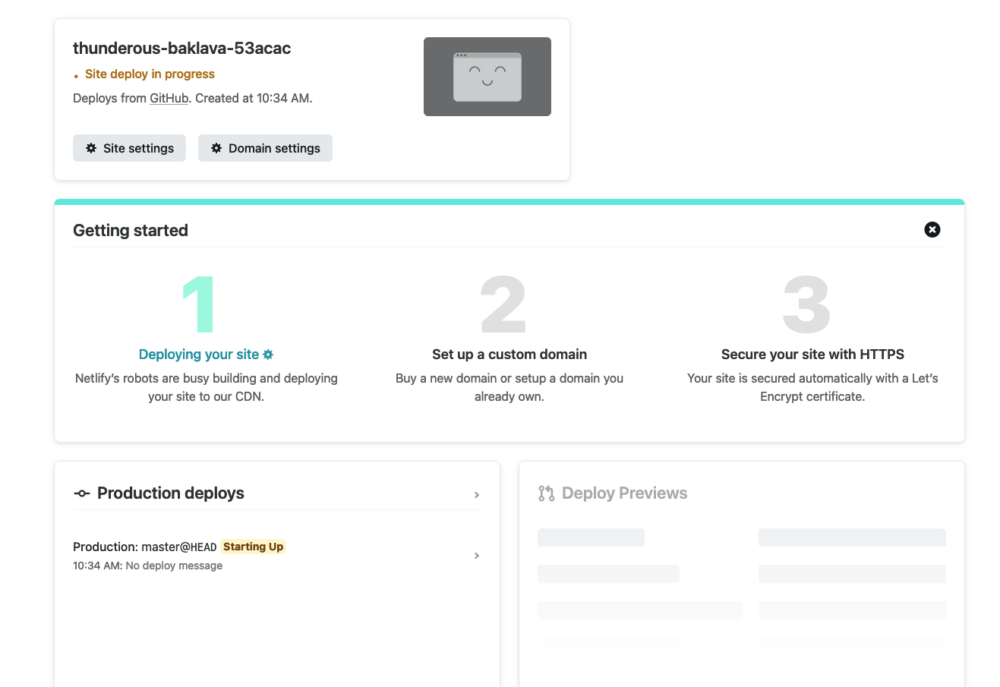 thunderous-baklava-53acac
Site deploy in progress
Deploys from GitHub. Created at 10:34 AM.
Site settings
Domain settings
Getting started
1
Deploying your site
Netlify’s robots are busy building and deploying
your site to our CDN.
2
Set up a custom domain
Buy a new domain or setup a domain you
already own.
3
Secure your site with HTTPS
Your site is secured automatically with a Let’s
Encrypt certificate.
Production deploys
Production: master@HEAD Starting Up
10:34 AM: No deploy message
Deploy Previews